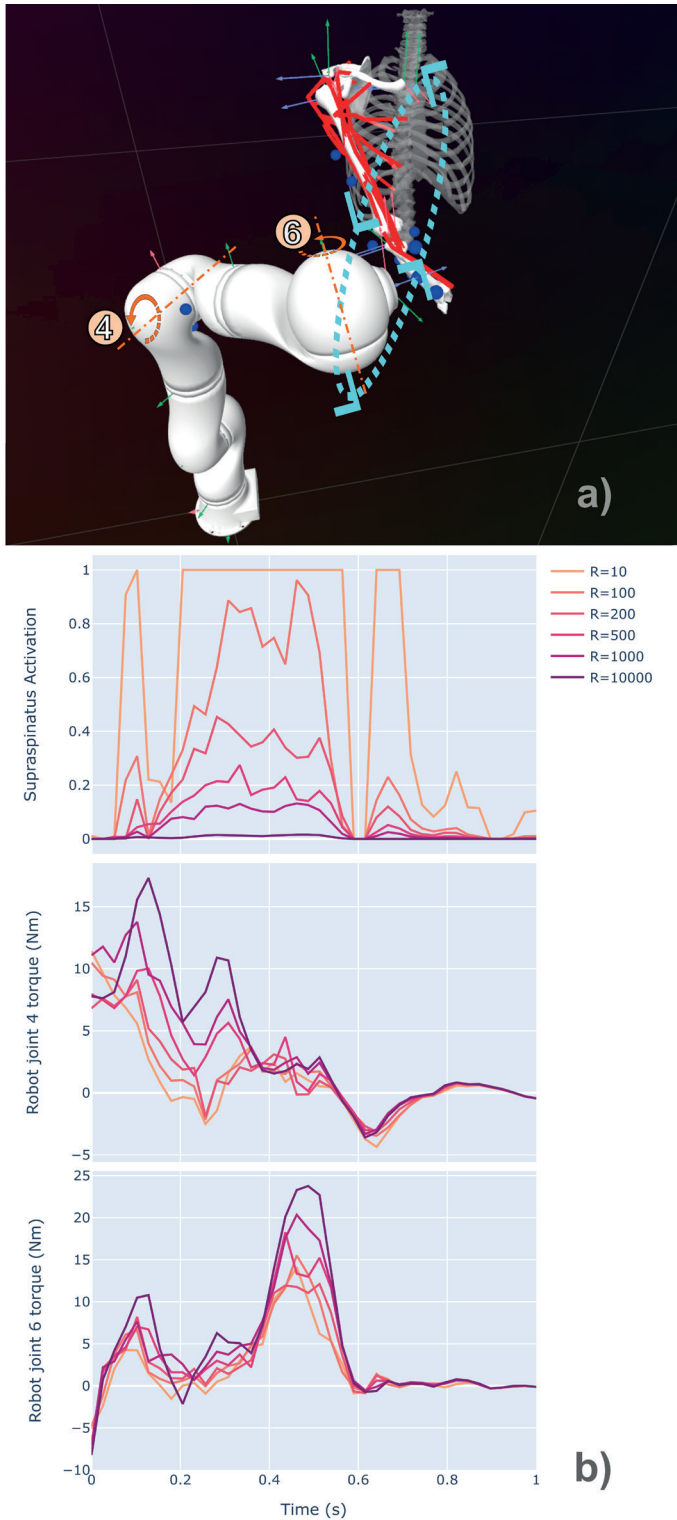 6
4
a)
1
0.8
0.6
0.4
0.2
0
Supraspinatus Activation
R=10
R=100
R=200
R=500
R=1000
R=10000
15
10
5
0
−5
Robot joint 4 torque (Nm)
25
20
15
10
5
0
−5
−10
Robot joint 6 torque (Nm)
0
0.2
0.4
0.6
0.8
1
Time (s)
b)